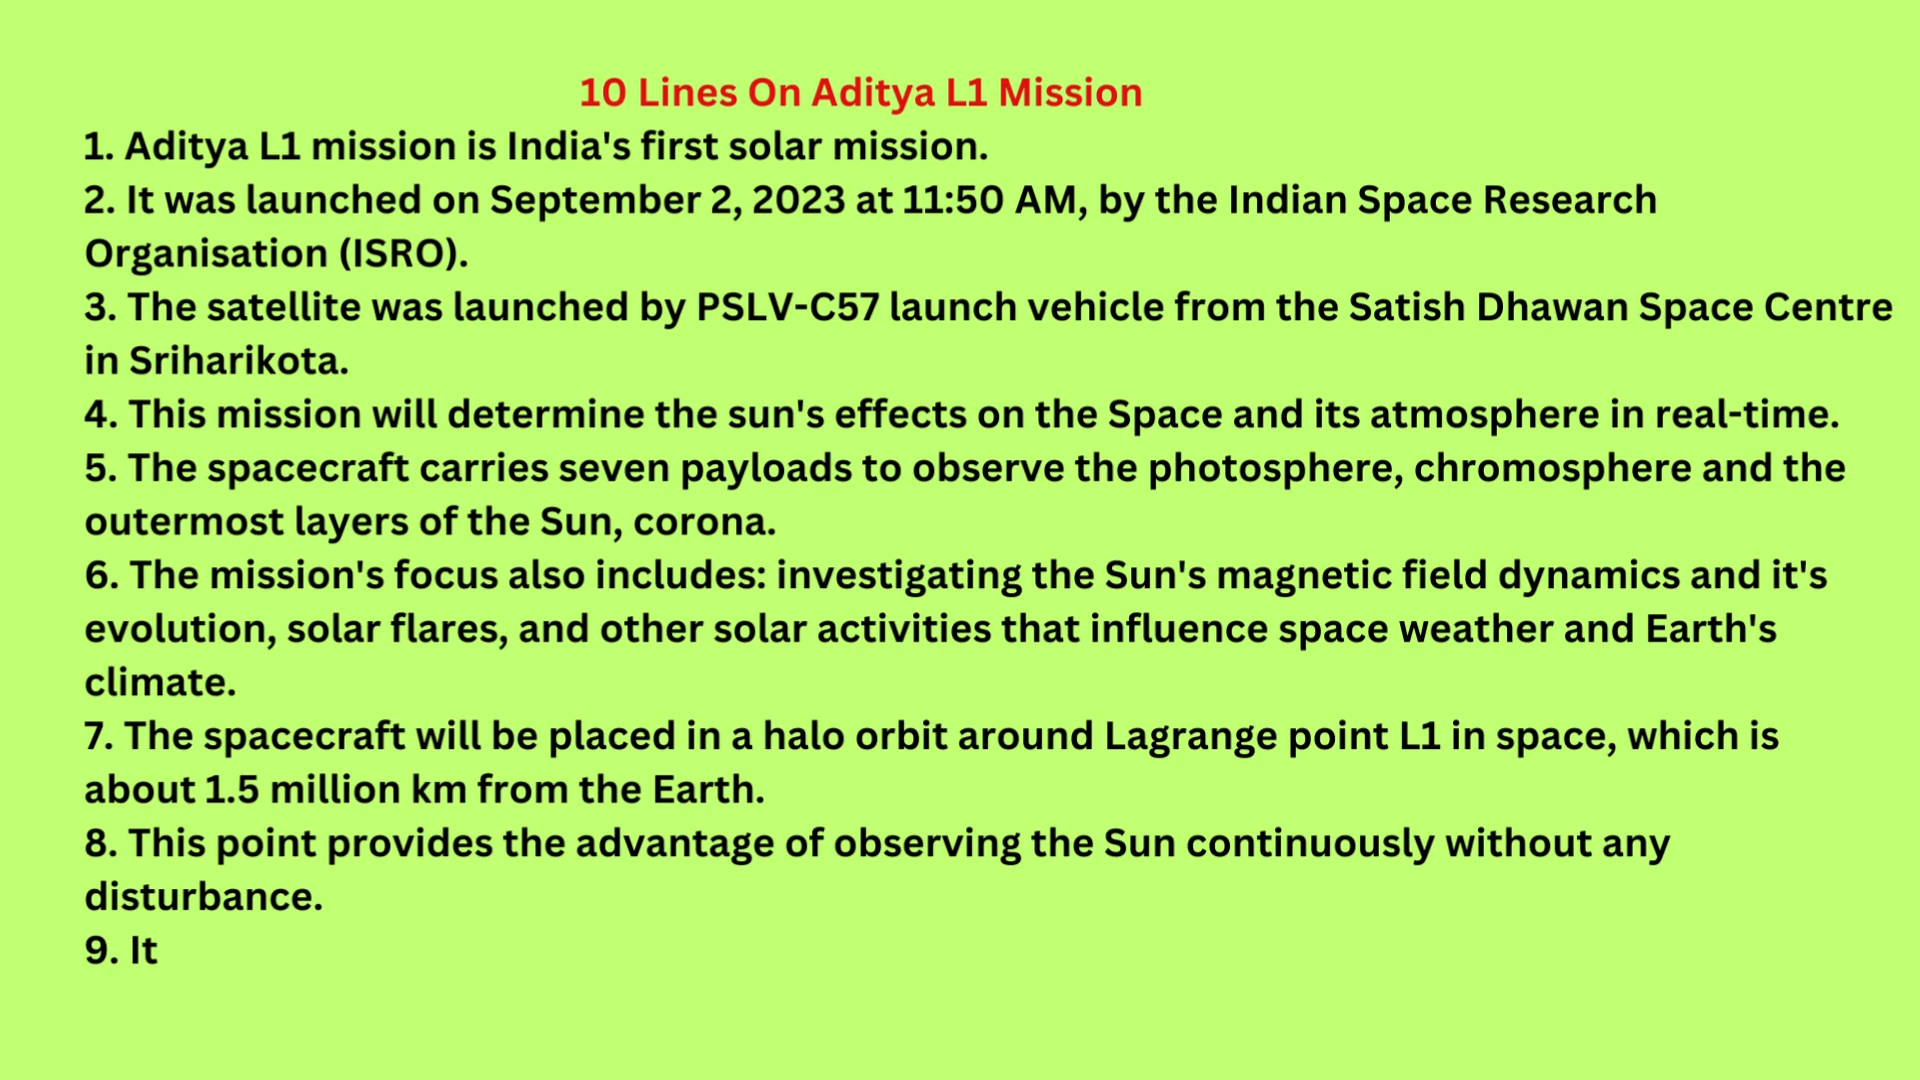 10 Lines On Aditya L1 Mission
1. Aditya L1 mission is India's first solar mission.
2. It was launched on September 2, 2023 at 11:50 AM, by the Indian Space Research
Organisation (ISRO).
3. The satellite was launched by PSLV-C57 launch vehicle from the Satish Dhawan Space Centre
in Sriharikota.
4. This mission will determine the sun's effects on the Space and its atmosphere in real-time.
5. The spacecraft carries seven payloads to observe the photosphere, chromosphere and the
outermost layers of the Sun, corona.
6. The mission's focus also includes: investigating the Sun's magnetic field dynamics and it's
evolution, solar flares, and other solar activities that influence space weather and Earth's
climate.
7. The spacecraft will be placed in a halo orbit around Lagrange point L1 in space, which is
about 1.5 million km from the Earth.
8. This point provides the advantage of observing the Sun continuously without any
disturbance.
9. It